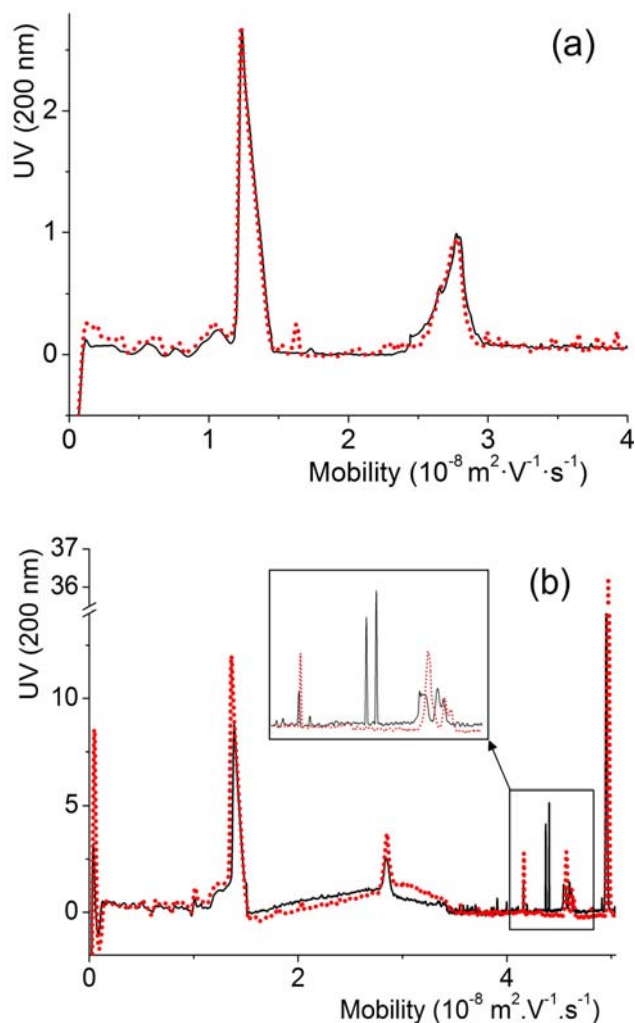 (a)
UV (200 nm)
2
1
0
0 1 2 3 4
Mobility (10⁻⁸ m²·V⁻¹·s⁻¹)
(b)
UV (200 nm)
37
36
10
5
0
0 2 4
Mobility (10⁻⁸ m².V⁻¹.s⁻¹)